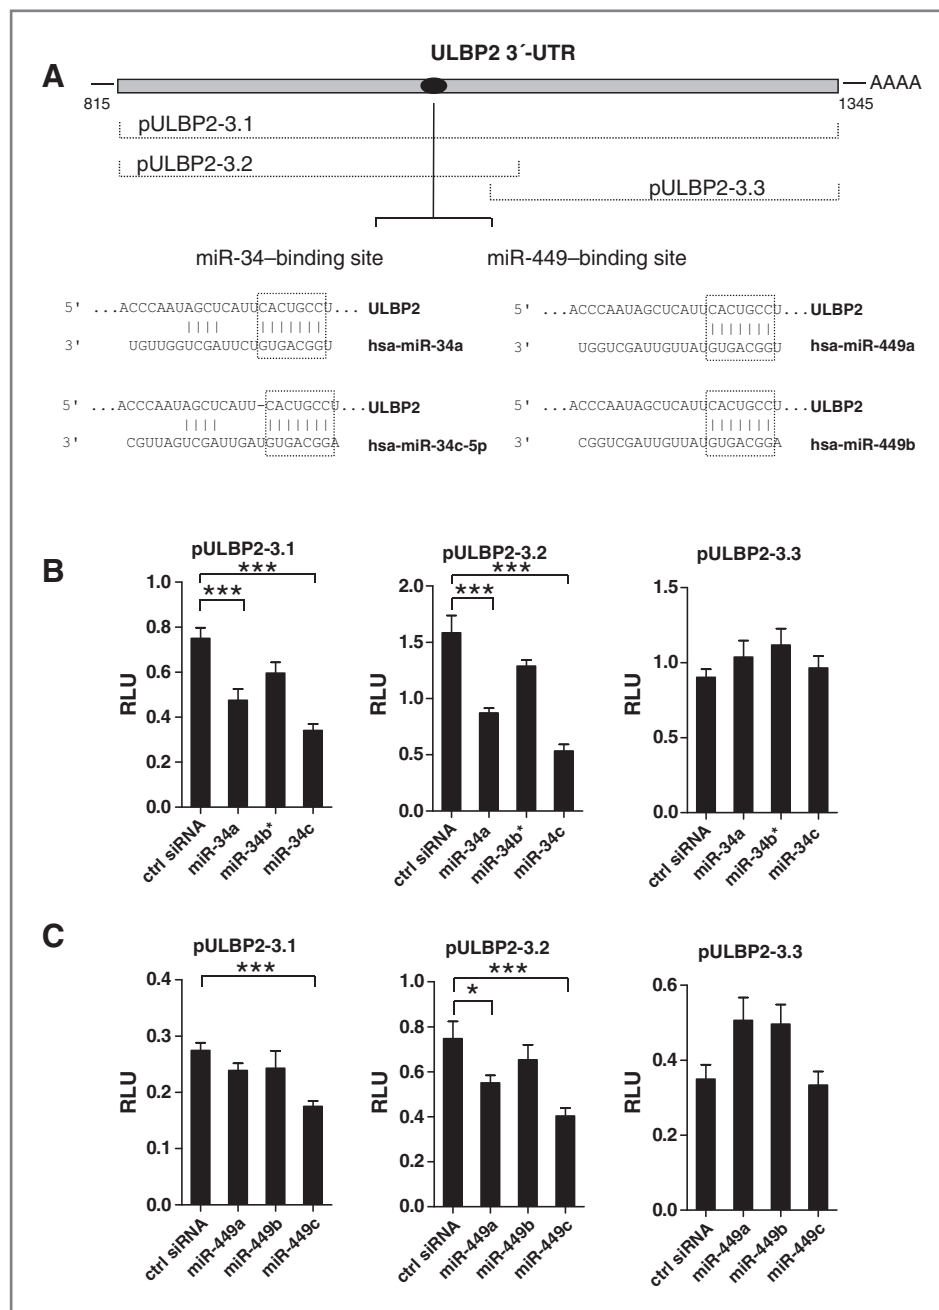 ULBP2 3´-UTR
A
AAAA
815
1345
pULBP2-3.1
pULBP2-3.2
pULBP2-3.3
miR-34–binding site
miR-449–binding site
5' ...ACCCAAUAGCUCAUUCACUGCCU... ULBP2
3' UGUUGGUCGAUUCUGUGACGGU hsa-miR-34a
5' ...ACCCAAUAGCUCAUUCACUGCCU... ULBP2
3' UGGUCGAUUGUUAUGUGACGGU hsa-miR-449a
5' ...ACCCAAUAGCUCAUU-CACUGCCU... ULBP2
3' CGUUAGUCGAUUGAUGUGACGGA hsa-miR-34c-5p
5' ...ACCCAAUAGCUCAUUCACUGCCU... ULBP2
3' CGGUCGAUUGUUAUGUGACGGA hsa-miR-449b
B
pULBP2-3.1
***
***
1.0
0.8
0.6
0.4
0.2
0.0
RLU
ctrl siRNA
miR-34a
miR-34b*
miR-34c
pULBP2-3.2
***
***
2.0
1.5
1.0
0.5
0.0
RLU
ctrl siRNA
miR-34a
miR-34b*
miR-34c
pULBP2-3.3
1.5
1.0
0.5
0.0
RLU
ctrl siRNA
miR-34a
miR-34b*
miR-34c
C
pULBP2-3.1
***
0.4
0.3
0.2
0.1
0.0
RLU
ctrl siRNA
miR-449a
miR-449b
miR-449c
pULBP2-3.2
***
*
1.0
0.8
0.6
0.4
0.2
0.0
RLU
ctrl siRNA
miR-449a
miR-449b
miR-449c
pULBP2-3.3
0.6
0.4
0.2
0.0
RLU
ctrl siRNA
miR-449a
miR-449b
miR-449c